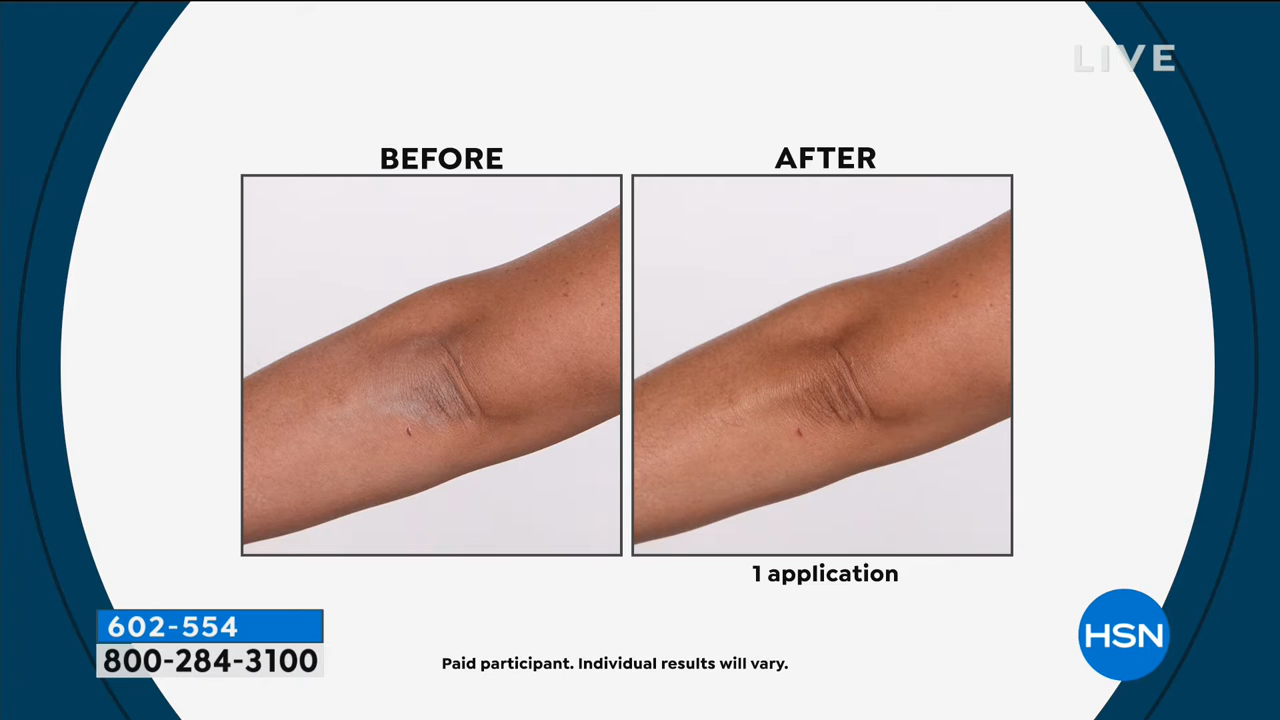 LIVE
BEFORE
AFTER
1 application
602-554
800-284-3100
Paid participant. Individual results will vary.
HSN